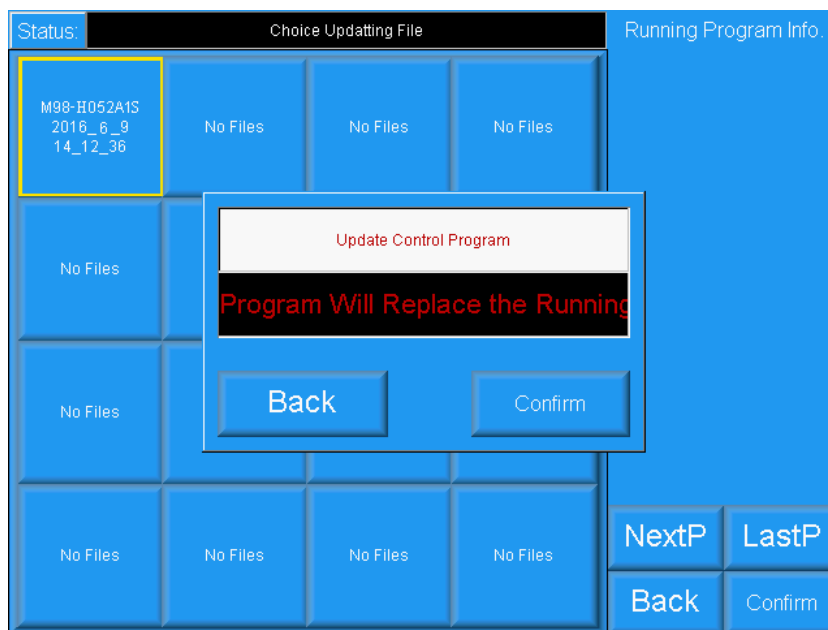 Status:
Choice Updatting File
Running Program Info.
M98-H052A1S
2016_6_9
14_12_36
No Files
No Files
No Files
No Files
Update Control Program
Program Will Replace the Running
Back
Confirm
No Files
No Files
No Files
No Files
No Files
NextP
LastP
Back
Confirm